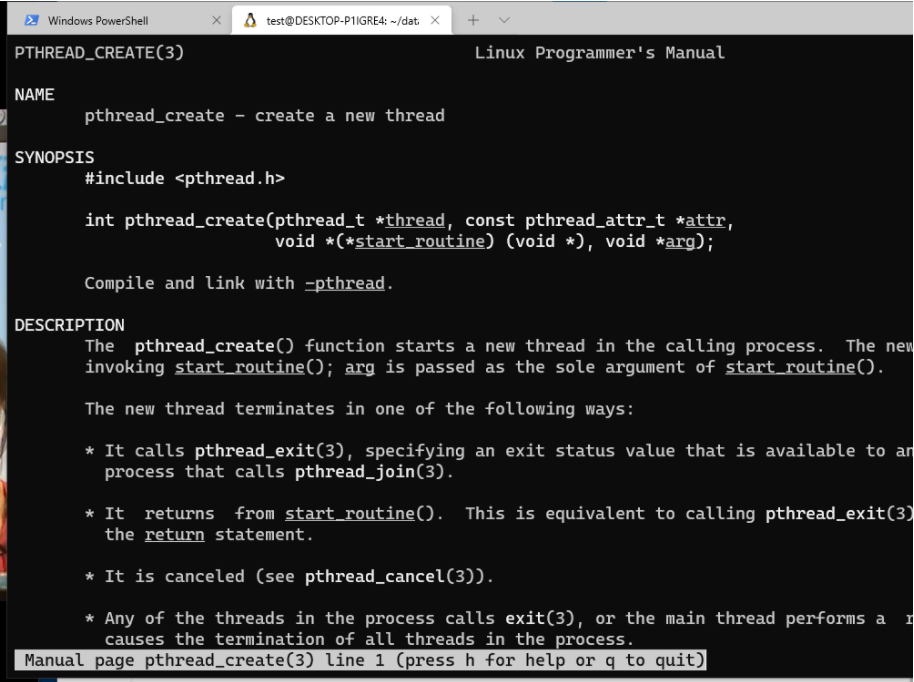 Windows PowerShell
test@DESKTOP-P1IGRE4: ~/dat
PTHREAD_CREATE(3) Linux Programmer's Manual
NAME
pthread_create – create a new thread
SYNOPSIS
#include <pthread.h>
int pthread_create(pthread_t *thread, const pthread_attr_t *attr,
void *(*start_routine) (void *), void *arg);
Compile and link with -pthread.
DESCRIPTION
The pthread_create() function starts a new thread in the calling process. The new
invoking start_routine(); arg is passed as the sole argument of start_routine().
The new thread terminates in one of the following ways:
* It calls pthread_exit(3), specifying an exit status value that is available to an
process that calls pthread_join(3).
* It returns from start_routine(). This is equivalent to calling pthread_exit(3)
the return statement.
* It is canceled (see pthread_cancel(3)).
* Any of the threads in the process calls exit(3), or the main thread performs a
causes the termination of all threads in the process.
Manual page pthread_create(3) line 1 (press h for help or q to quit)